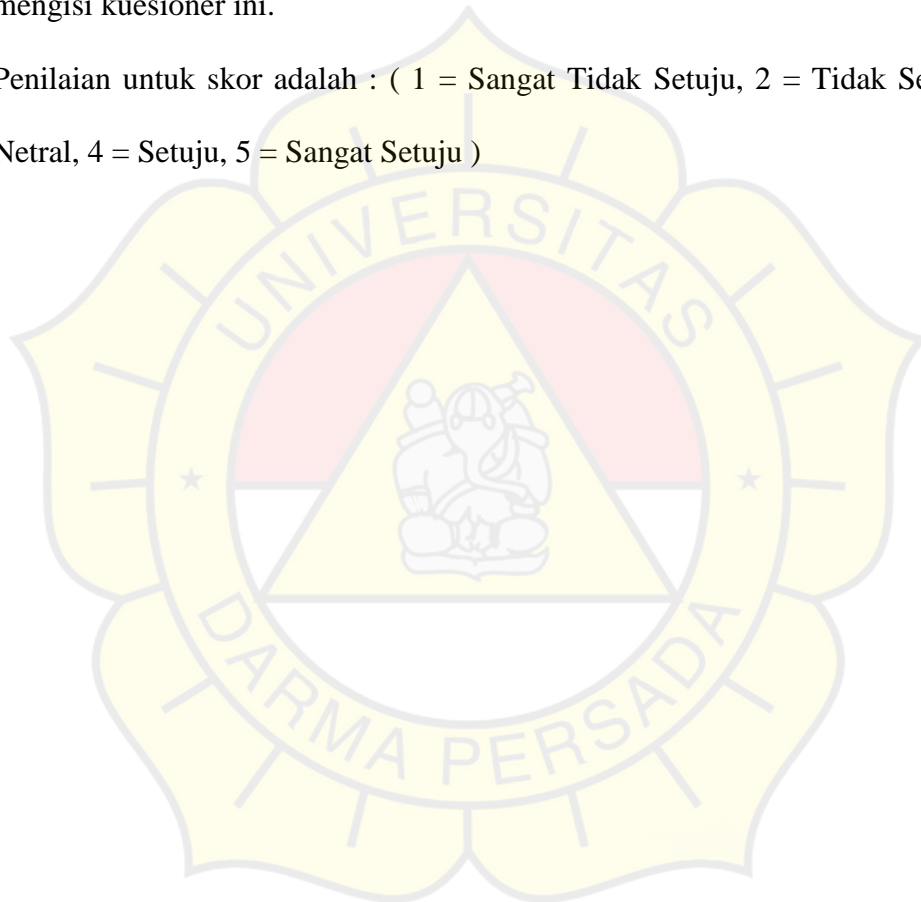 mengisi kuesioner ini.
Penilaian untuk skor adalah : ( 1 = Sangat Tidak Setuju, 2 = Tidak Se
Netral, 4 = Setuju, 5 = Sangat Setuju )
UNIVERSITAS
DARMA PERSADA